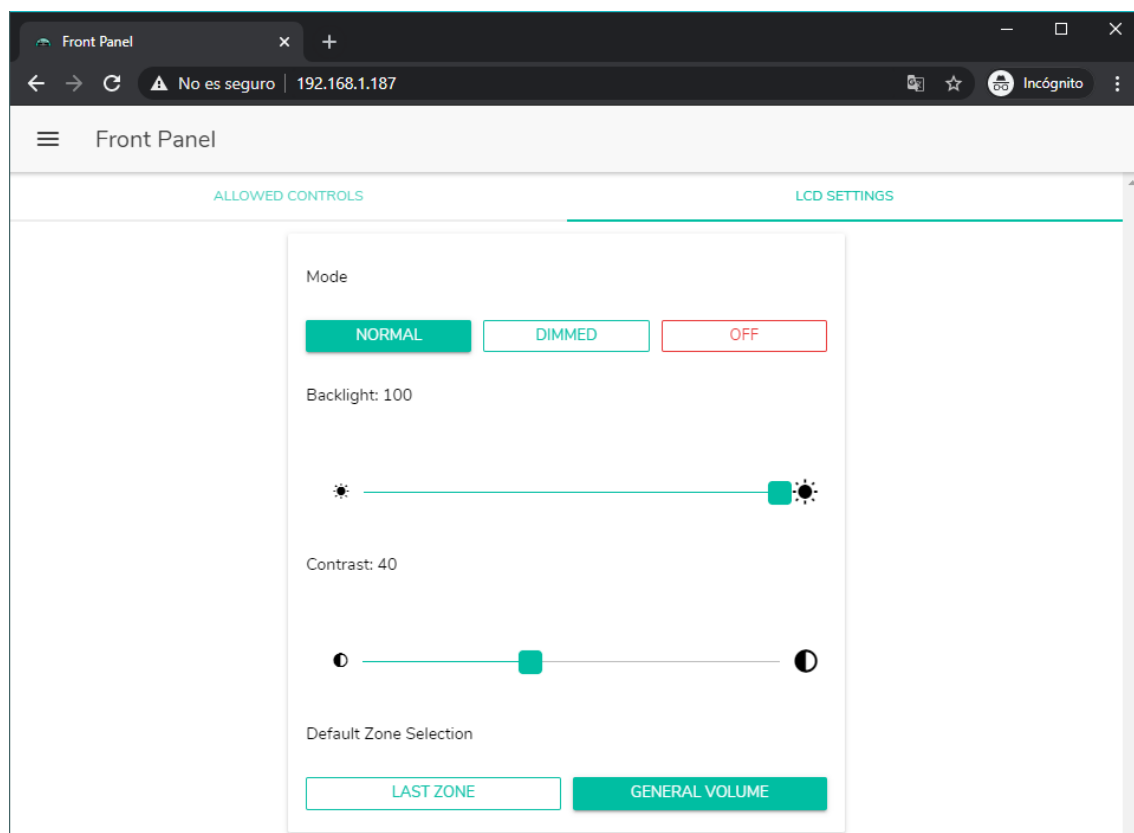 Front Panel
No es seguro 192.168.1.187 Incógnito
Front Panel
ALLOWED CONTROLS LCD SETTINGS
Mode
NORMAL DIMMED OFF
Backlight: 100
Contrast: 40
Default Zone Selection
LAST ZONE GENERAL VOLUME